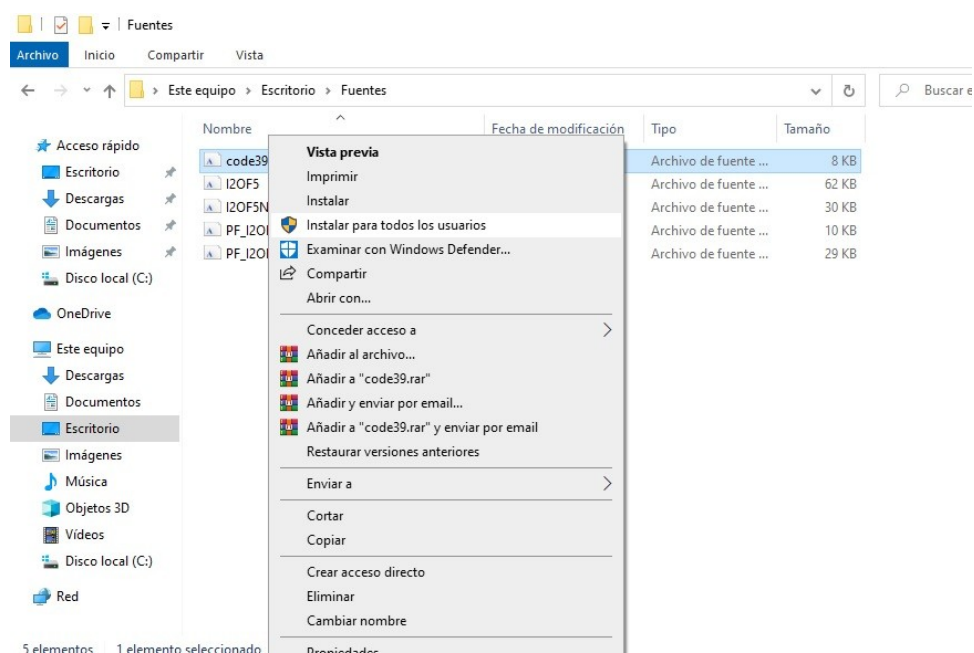 Fuentes
Archivo Inicio Compartir Vista
Este equipo > Escritorio > Fuentes
Buscar e
Nombre Fecha de modificación Tipo Tamaño
Acceso rápido
Escritorio
Descargas
Documentos
Imágenes
Disco local (C:)
OneDrive
Este equipo
Descargas
Documentos
Escritorio
Imágenes
Música
Objetos 3D
Vídeos
Disco local (C:)
Red
code39 Archivo de fuente ... 8 KB
I2OF5 Archivo de fuente ... 62 KB
I2OF5N Archivo de fuente ... 30 KB
PF_I2O Archivo de fuente ... 10 KB
PF_I2O Archivo de fuente ... 29 KB
Vista previa
Imprimir
Instalar
Instalar para todos los usuarios
Examinar con Windows Defender...
Compartir
Abrir con...
Conceder acceso a
Añadir al archivo...
Añadir a "code39.rar"
Añadir y enviar por email...
Añadir a "code39.rar" y enviar por email
Restaurar versiones anteriores
Enviar a
Cortar
Copiar
Crear acceso directo
Eliminar
Cambiar nombre
Propiedades
5 elementos 1 elemento seleccionado